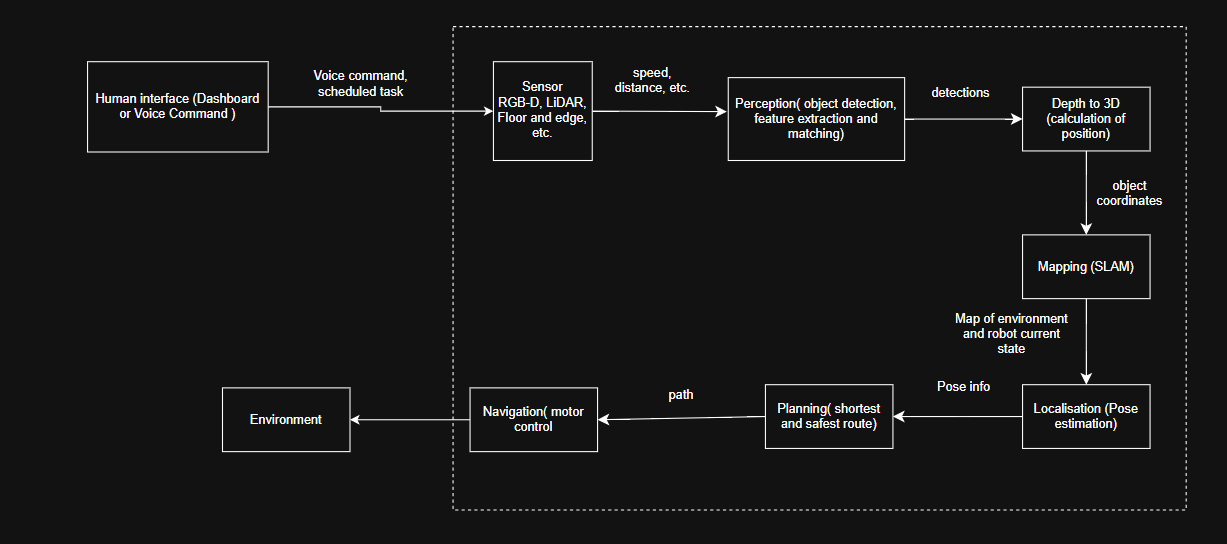 Human interface (Dashboard
or Voice Command )
Voice command,
scheduled task
Sensor
RGB-D, LiDAR,
Floor and edge,
etc.
speed,
distance, etc.
Perception( object detection,
feature extraction and
matching)
detections
Depth to 3D
(calculation of
position)
object
coordinates
Mapping (SLAM)
Map of environment
and robot current
state
Localisation (Pose
estimation)
Pose info
Planning( shortest
and safest route)
path
Navigation( motor
control
Environment